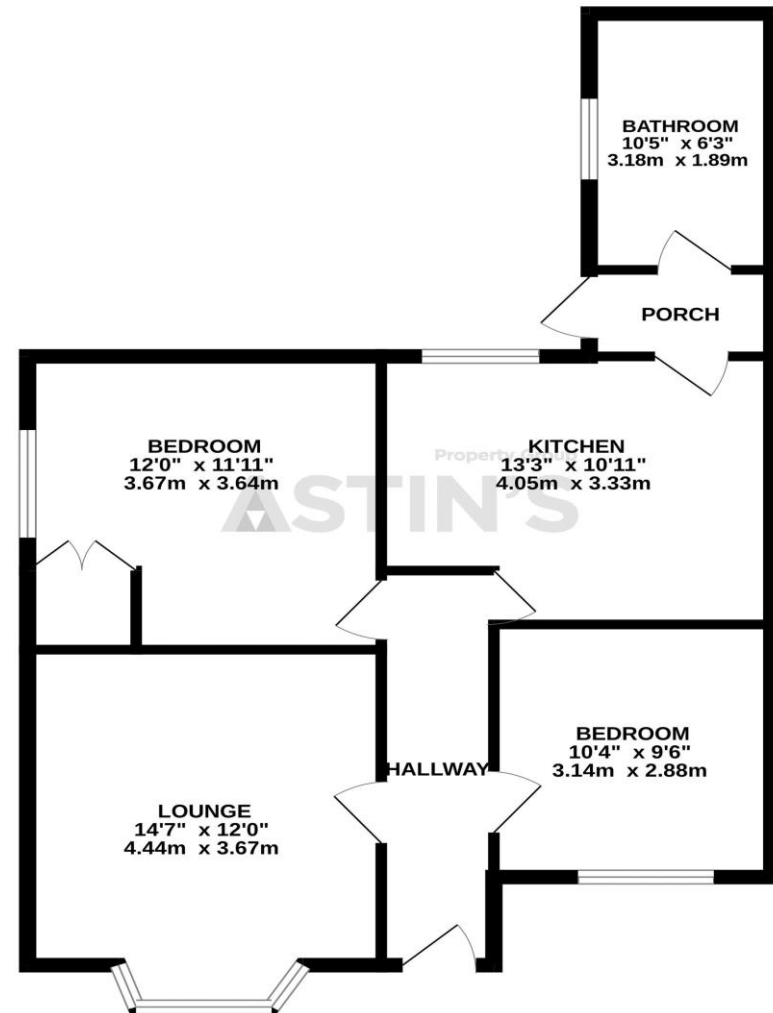 BATHROOM
10'5" x 6'3"
3.18m x 1.89m
PORCH
BEDROOM
12'0" x 11'11"
3.67m x 3.64m
KITCHEN
13'3" x 10'11"
4.05m x 3.33m
Property Group
ASTIN'S
HALLWAY
BEDROOM
10'4" x 9'6"
3.14m x 2.88m
LOUNGE
14'7" x 12'0"
4.44m x 3.67m